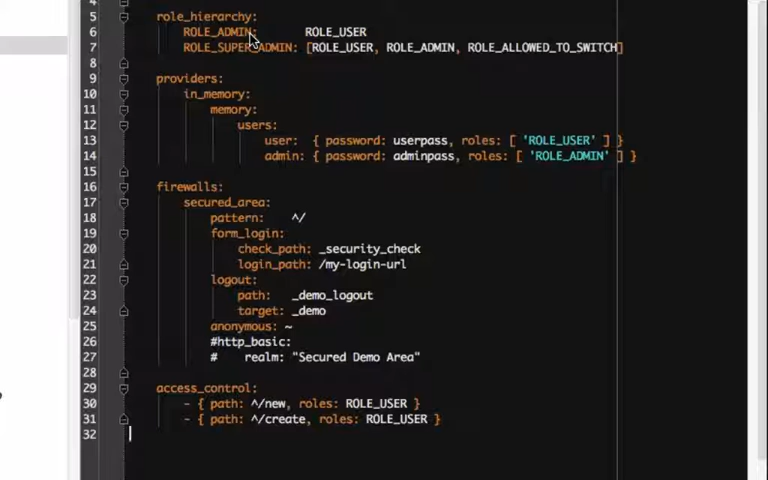 4
5 role_hierarchy:
6 ROLE_ADMIN: ROLE_USER
7 ROLE_SUPER_ADMIN: [ROLE_USER, ROLE_ADMIN, ROLE_ALLOWED_TO_SWITCH]
8
9 providers:
10 in_memory:
11 memory:
12 users:
13 user: { password: userpass, roles: [ 'ROLE_USER' ] }
14 admin: { password: adminpass, roles: [ 'ROLE_ADMIN' ] }
15
16 firewalls:
17 secured_area:
18 pattern: ^/
19 form_login:
20 check_path: _security_check
21 login_path: /my-login-url
22 logout:
23 path: _demo_logout
24 target: _demo
25 anonymous: ~
26 #http_basic:
27 # realm: "Secured Demo Area"
28
29 access_control:
30 - { path: ^/new, roles: ROLE_USER }
31 - { path: ^/create, roles: ROLE_USER }
32